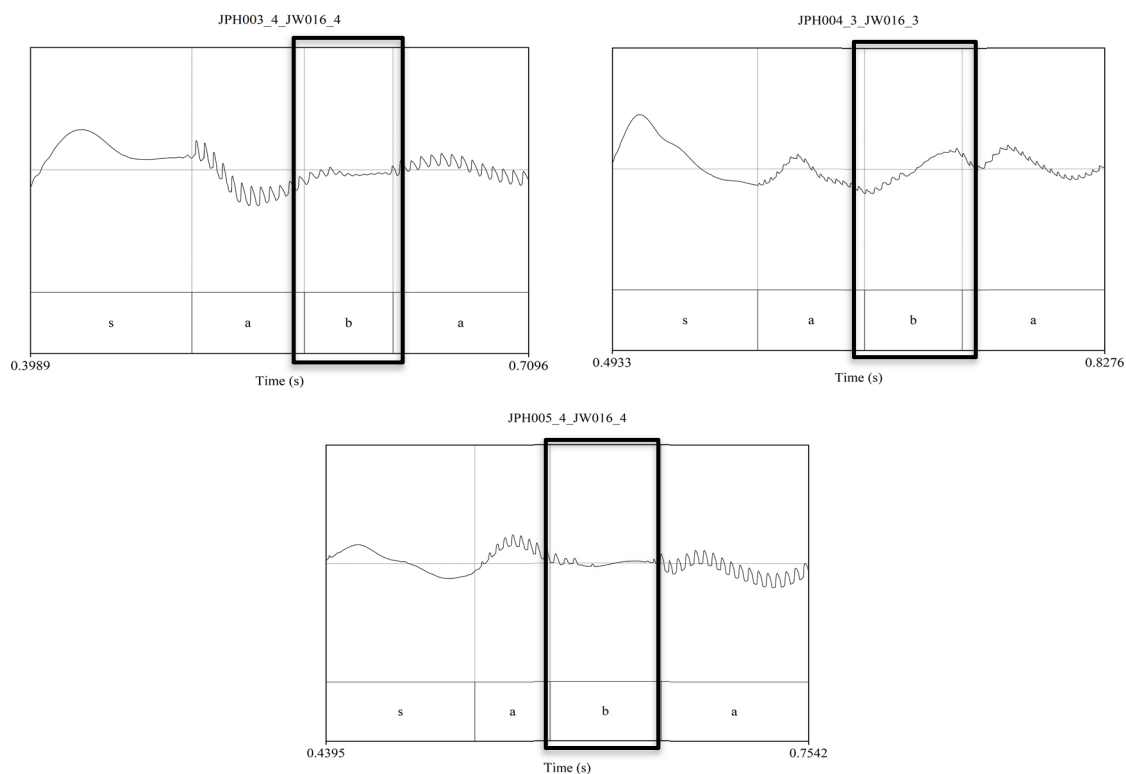 JPH003_4_JW016_4
s a b a
0.3989 0.7096
Time (s)
JPH004_3_JW016_3
s a b a
0.4933 0.8276
Time (s)
JPH005_4_JW016_4
s a b a
0.4395 0.7542
Time (s)